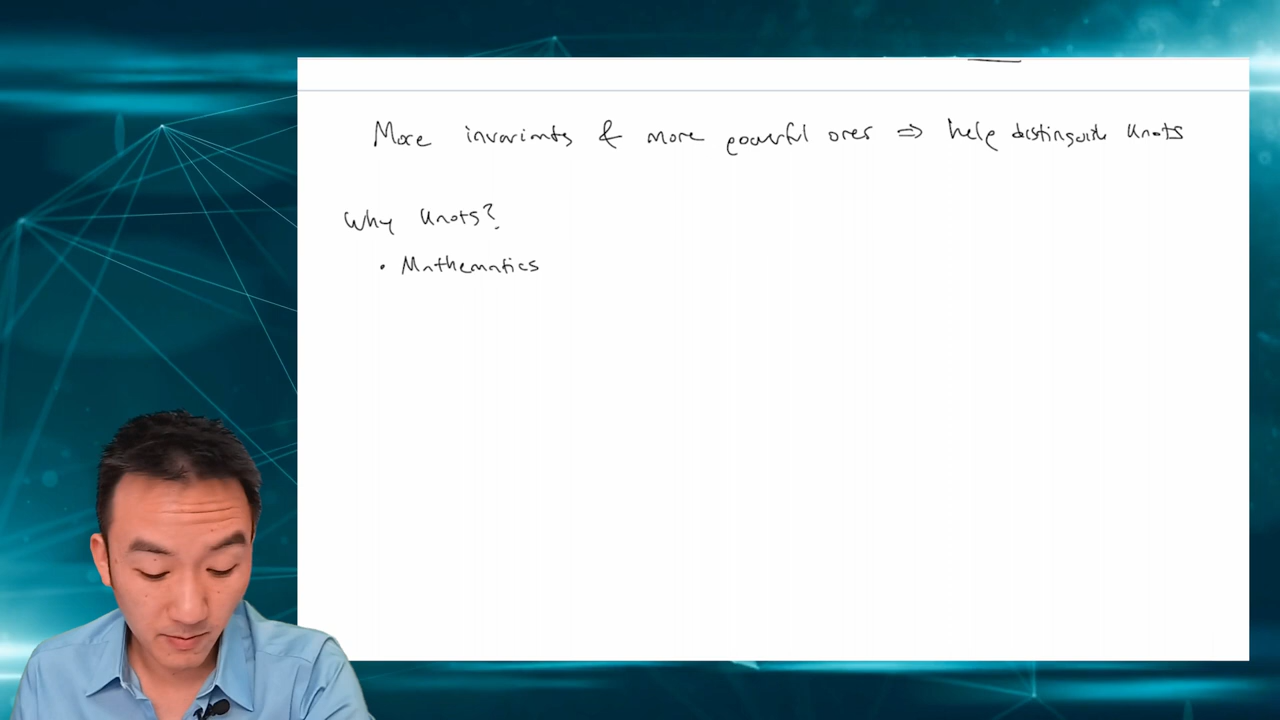 More invariants & more powerful ones ⇒ help distinguish knots
Why knots?
• Mathematics